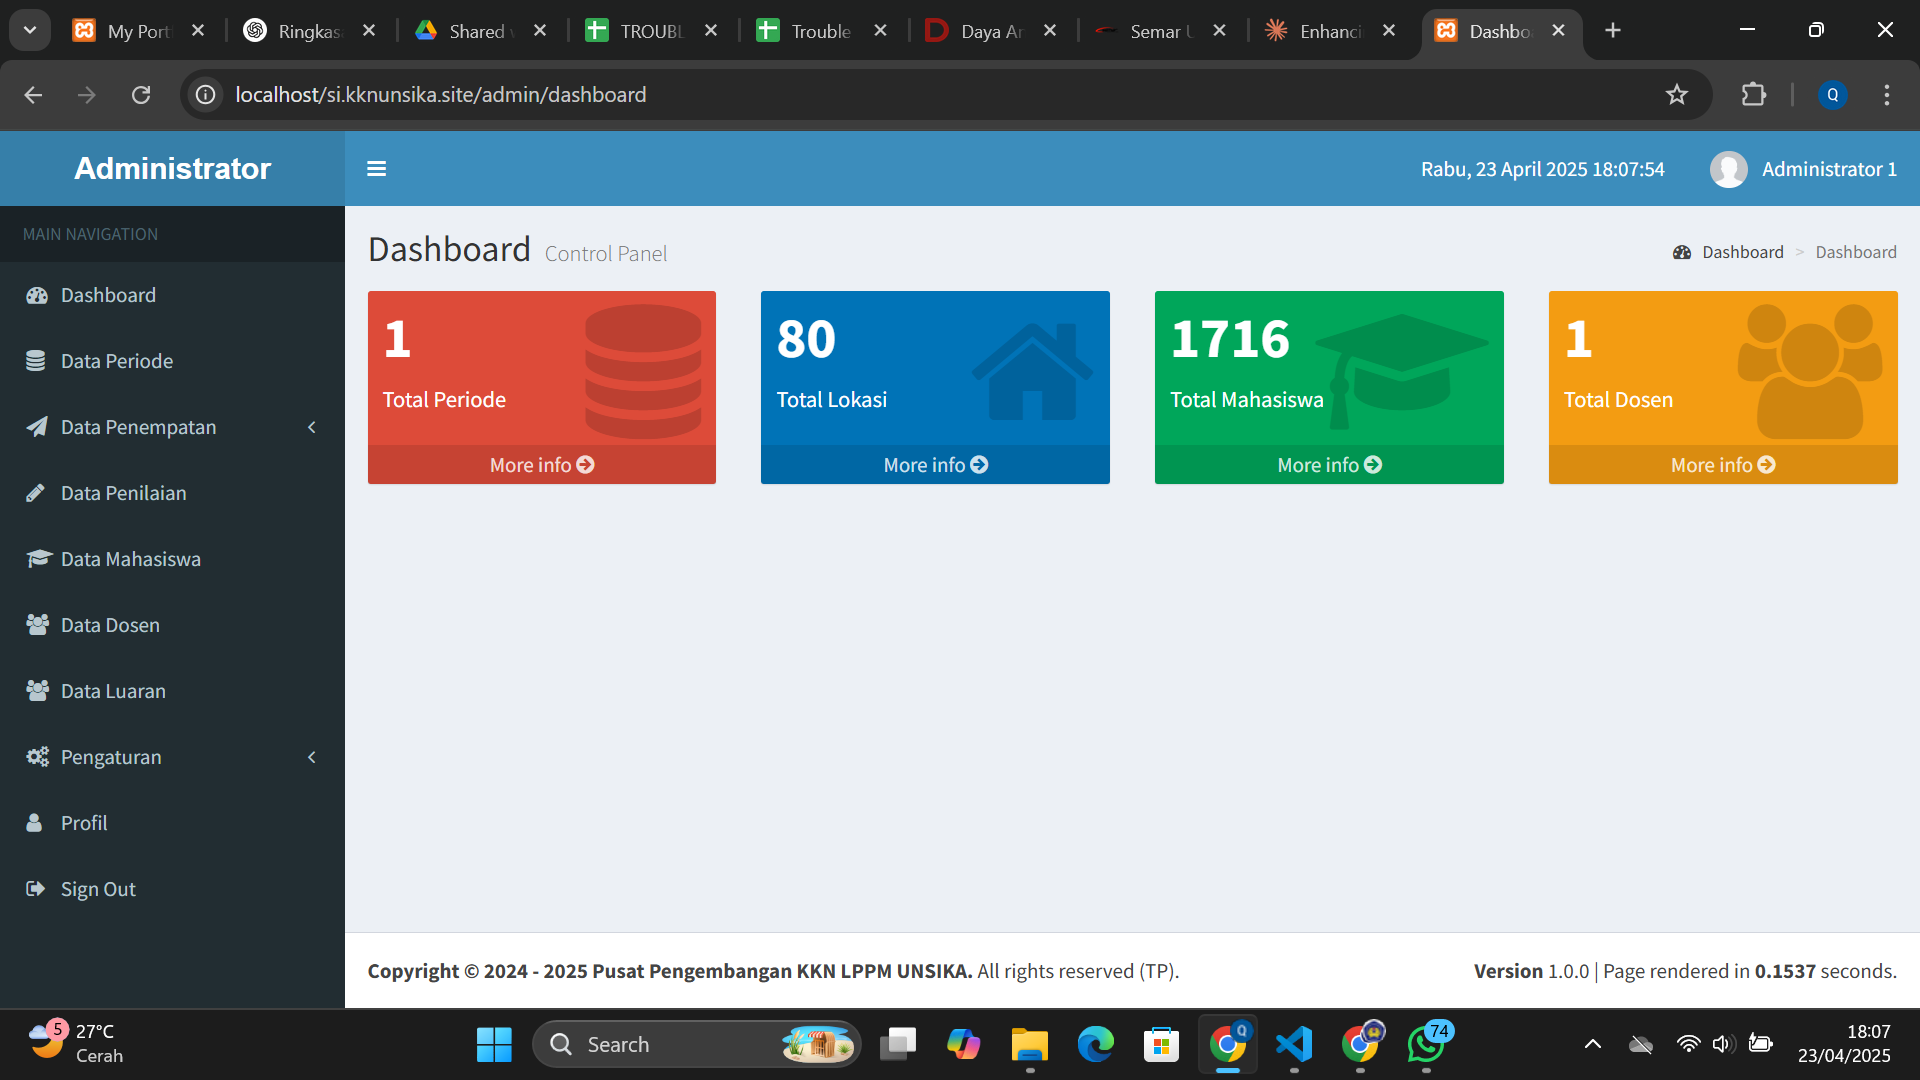 My Port
Ringkas
Shared
TROUBL
Trouble
Daya Ar
Semar U
Enhanci
Dashbo
localhost/si.kknunsika.site/admin/dashboard
Q
Administrator
Rabu, 23 April 2025 18:07:54
Administrator 1
MAIN NAVIGATION
Dashboard
Data Periode
Data Penempatan
Data Penilaian
Data Mahasiswa
Data Dosen
Data Luaran
Pengaturan
Profil
Sign Out
Dashboard Control Panel
Dashboard > Dashboard
1
Total Periode
More info
80
Total Lokasi
More info
1716
Total Mahasiswa
More info
1
Total Dosen
More info
Copyright © 2024 - 2025 Pusat Pengembangan KKN LPPM UNSIKA. All rights reserved (TP).
Version 1.0.0 | Page rendered in 0.1537 seconds.
5
27°C
Cerah
Search
Q
74
18:07
23/04/2025